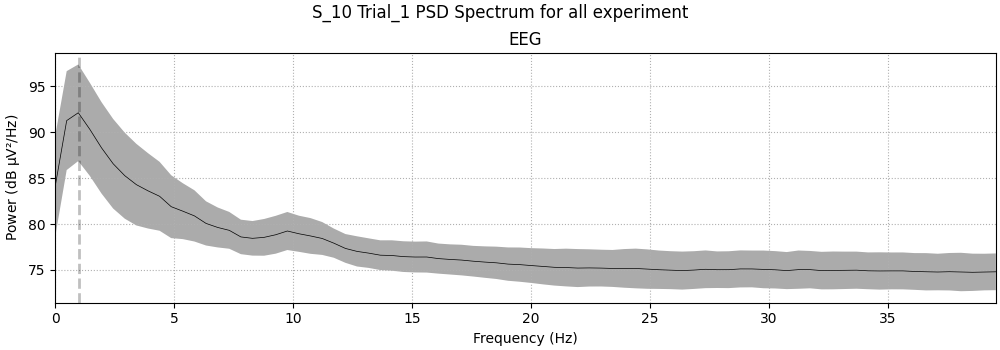 S_10 Trial_1 PSD Spectrum for all experiment
EEG
Power (dB µV²/Hz)
95
90
85
80
75
0 5 10 15 20 25 30 35
Frequency (Hz)